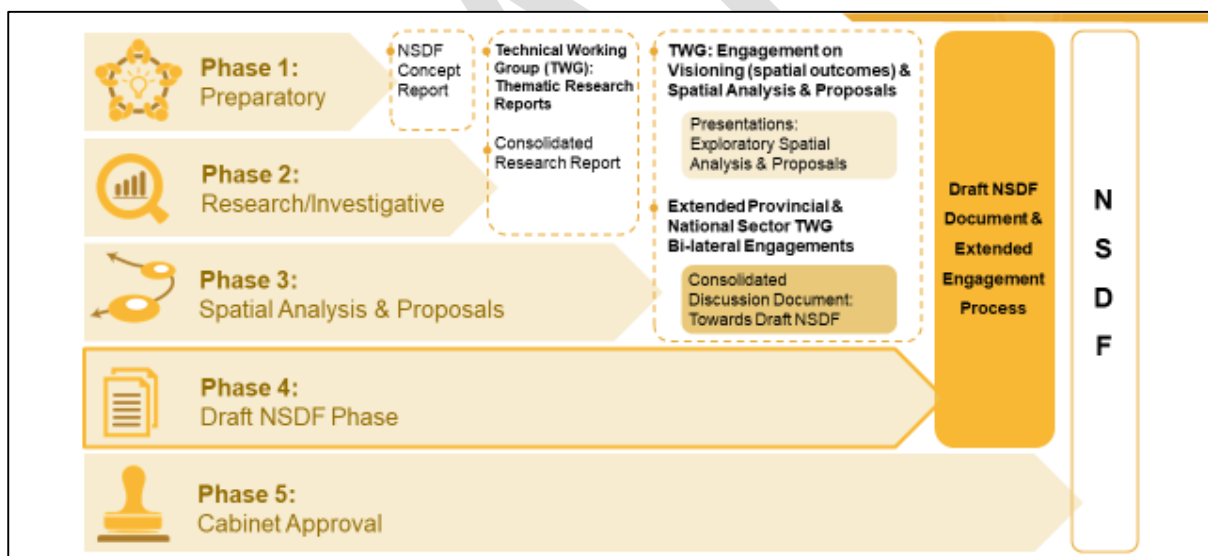 Phase 1:
Preparatory
NSDF
Concept
Report
Technical Working
Group (TWG):
Thematic Research
Reports
Consolidated
Research Report
TWG: Engagement on
Visioning (spatial outcomes) &
Spatial Analysis & Proposals
Presentations:
Exploratory Spatial
Analysis & Proposals
Extended Provincial &
National Sector TWG
Bi-lateral Engagements
Consolidated
Discussion Document:
Towards Draft NSDF
Phase 2:
Research/Investigative
Phase 3:
Spatial Analysis & Proposals
Phase 4:
Draft NSDF Phase
Phase 5:
Cabinet Approval
Draft NSDF
Document &
Extended
Engagement
Process
N
S
D
F